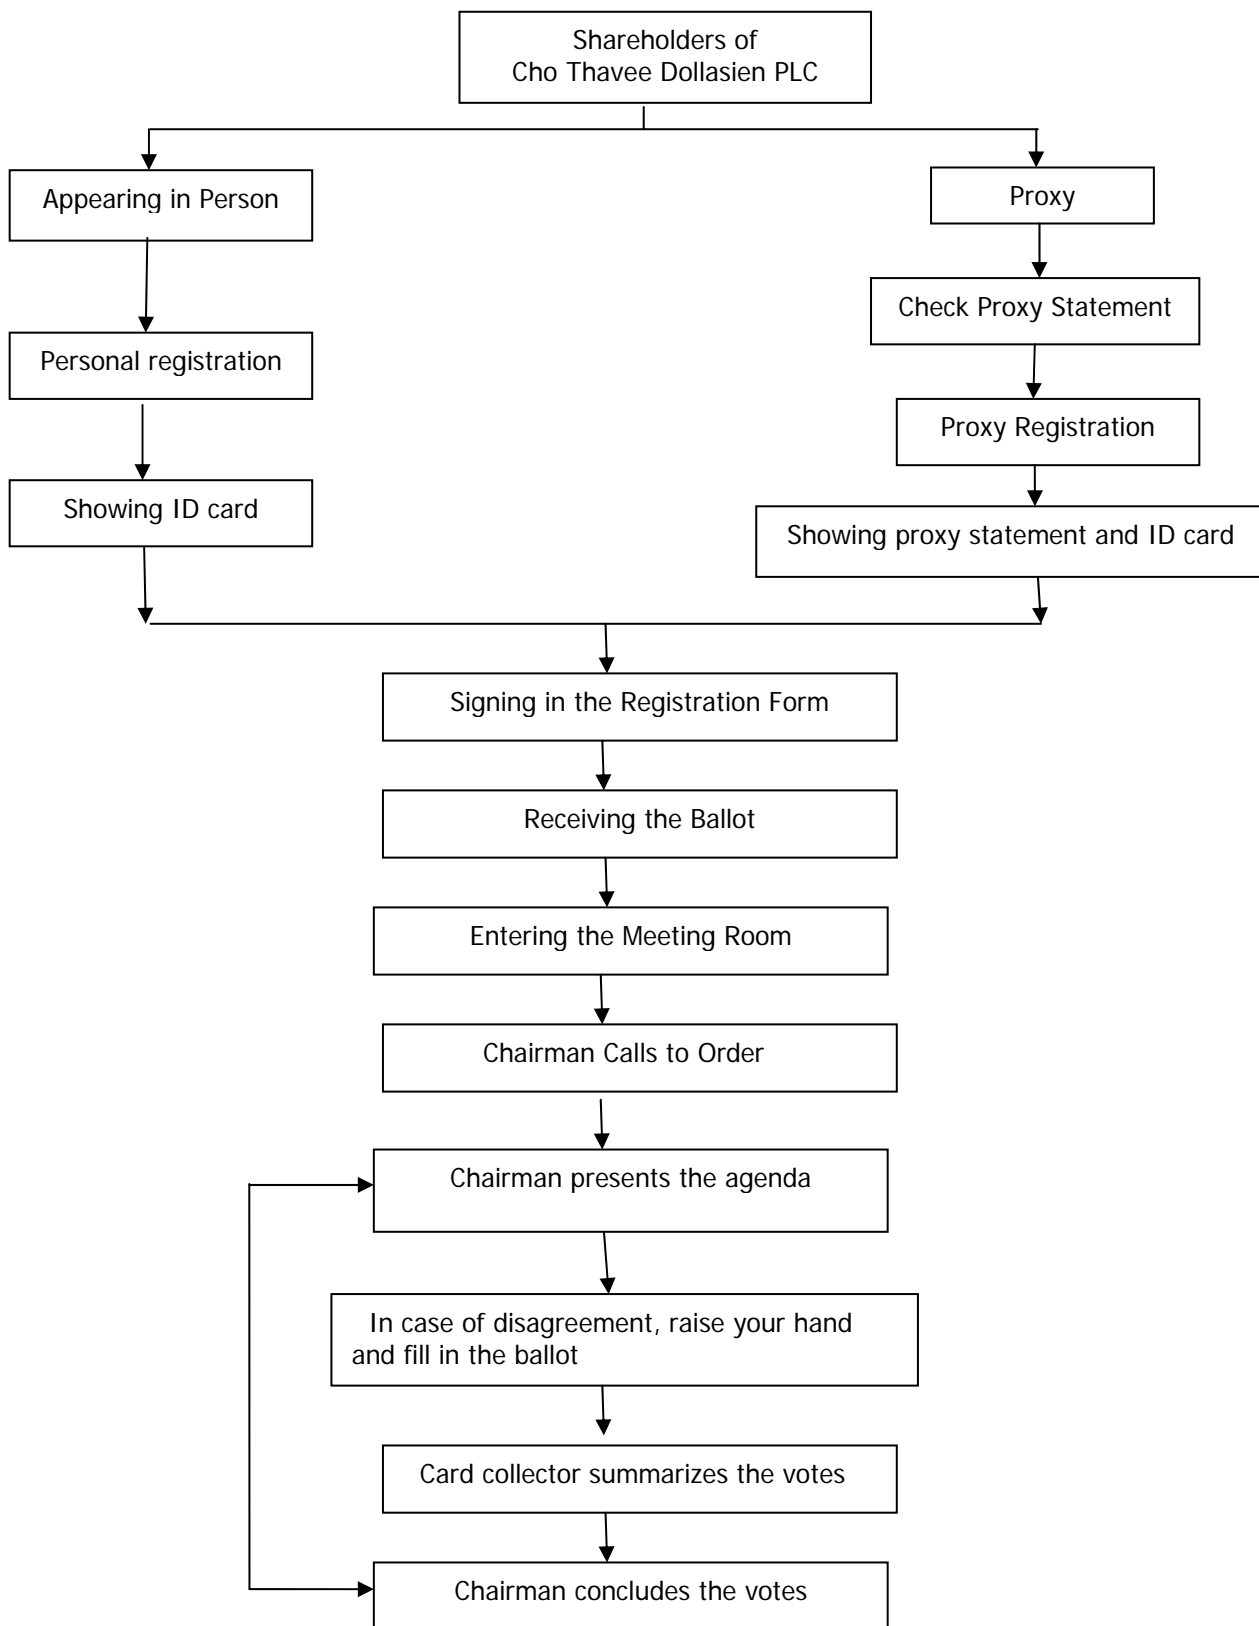 Shareholders of
Cho Thavee Dollasien PLC
Appearing in Person
Proxy
Check Proxy Statement
Personal registration
Proxy Registration
Showing ID card
Showing proxy statement and ID card
Signing in the Registration Form
Receiving the Ballot
Entering the Meeting Room
Chairman Calls to Order
Chairman presents the agenda
In case of disagreement, raise your hand
and fill in the ballot
Card collector summarizes the votes
Chairman concludes the votes